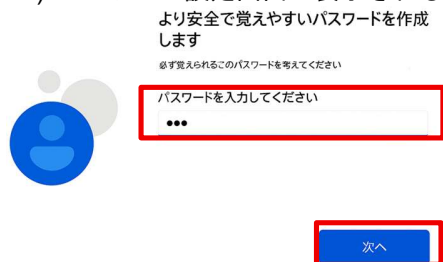 より安全で覚えやすいパスワードを作成
します
必ず覚えられるこのパスワードを考えてください
パスワードを入力してください
•••
次へ